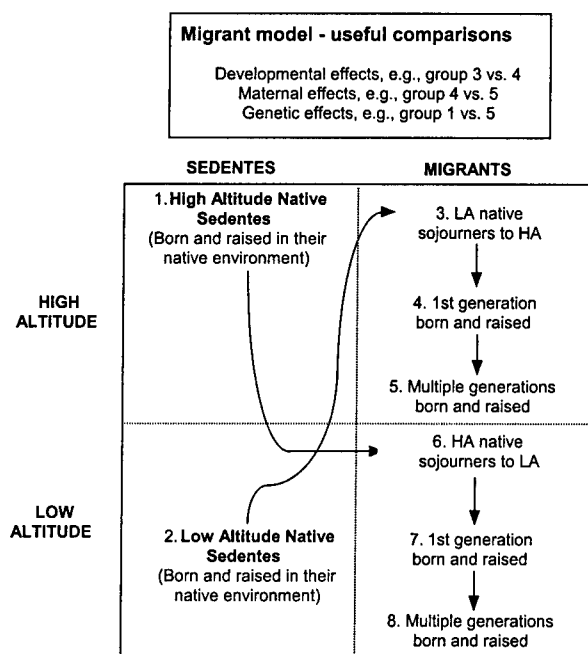 Migrant model - useful comparisons
Developmental effects, e.g., group 3 vs. 4
Maternal effects, e.g., group 4 vs. 5
Genetic effects, e.g., group 1 vs. 5
SEDENTES
MIGRANTS
HIGH
ALTITUDE
1. High Altitude Native
Sedentes
(Born and raised in their
native environment)
3. LA native
sojourners to HA
4. 1st generation
born and raised
5. Multiple generations
born and raised
LOW
ALTITUDE
2. Low Altitude Native
Sedentes
(Born and raised in their
native environment)
6. HA native
sojourners to LA
7. 1st generation
born and raised
8. Multiple generations
born and raised